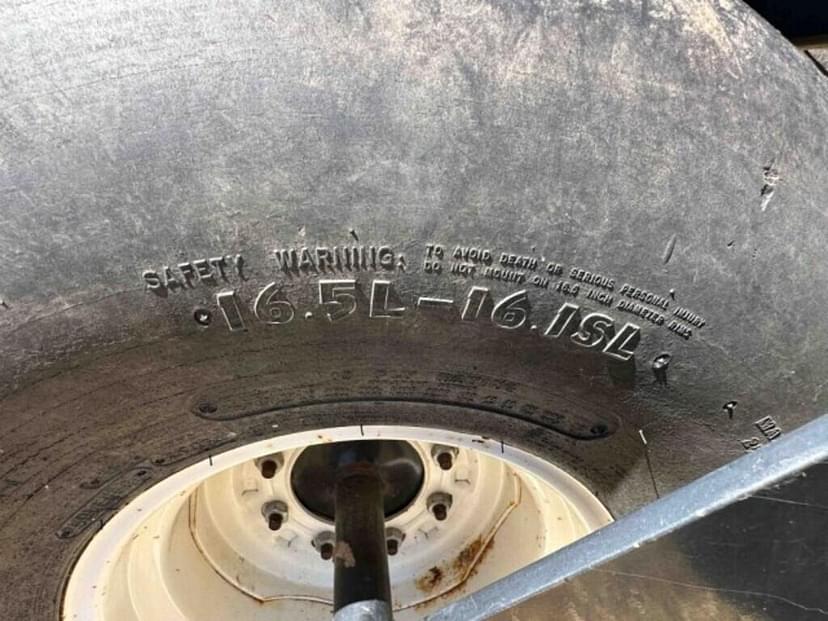 SAFETY WARNING.
TO AVOID DEATH OR SERIOUS PERSONAL INJURY
DO NOT MOUNT ON 16.5 INCH DIAMETER RIMS
16.5L-16.1SL